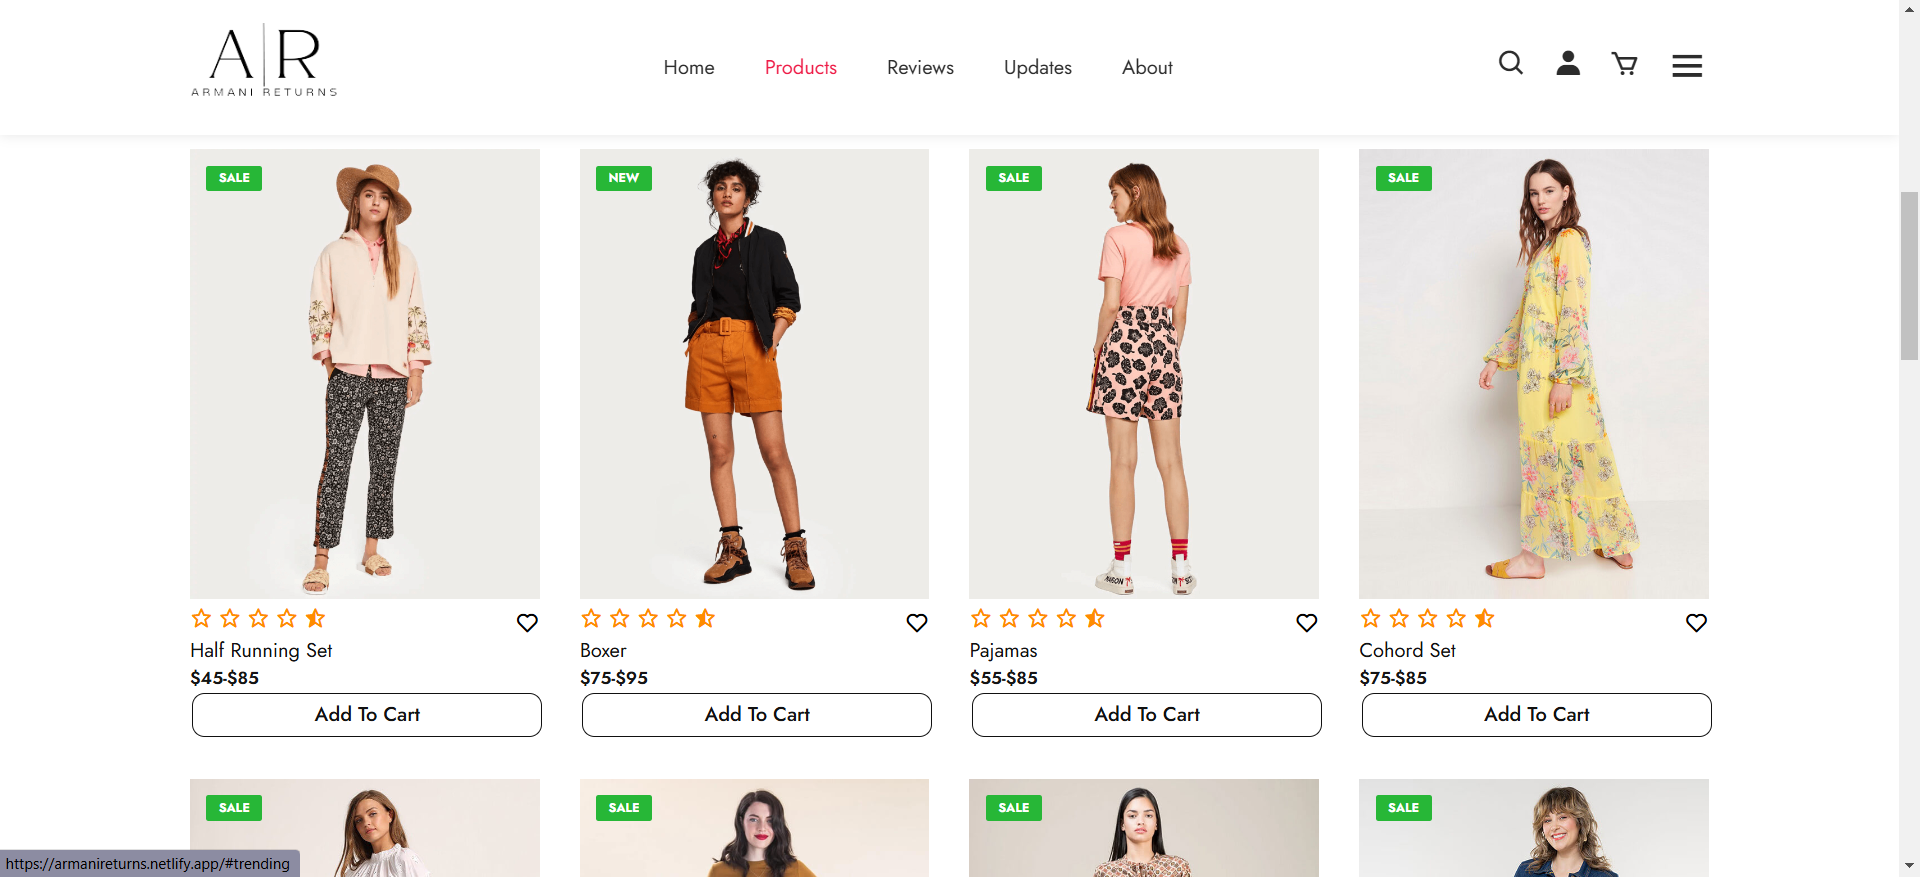 A|R
ARMANI RETURNS
Home
Products
Reviews
Updates
About
SALE
NEW
SALE
SALE
Half Running Set
$45-$85
Add To Cart
Boxer
$75-$95
Add To Cart
Pajamas
$55-$85
Add To Cart
Cohord Set
$75-$85
Add To Cart
SALE
SALE
SALE
SALE
https://armanireturns.netlify.app/#trending